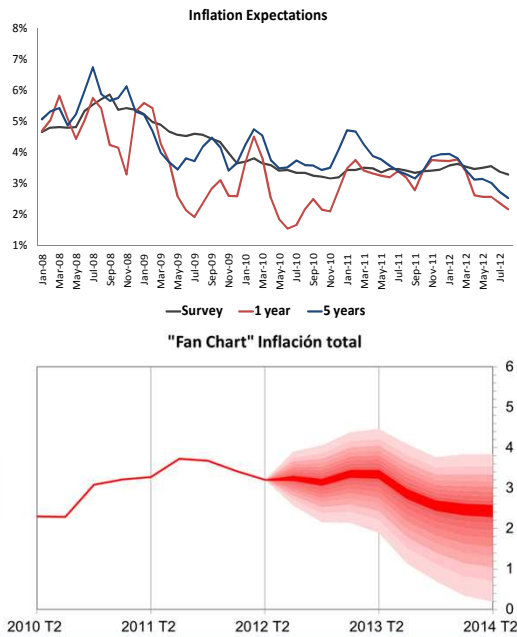 Inflation Expectations
8%
7%
6%
5%
4%
3%
2%
1%
Jan-08
Mar-08
May-08
Jul-08
Sep-08
Nov-08
Jan-09
Mar-09
May-09
Jul-09
Sep-09
Nov-09
Jan-10
Mar-10
May-10
Jul-10
Sep-10
Nov-10
Jan-11
Mar-11
May-11
Jul-11
Sep-11
Nov-11
Jan-12
Mar-12
May-12
Jul-12
Survey 1 year 5 years
"Fan Chart" Inflación total
6
5
4
3
2
1
0
2010 T2 2011 T2 2012 T2 2013 T2 2014 T2